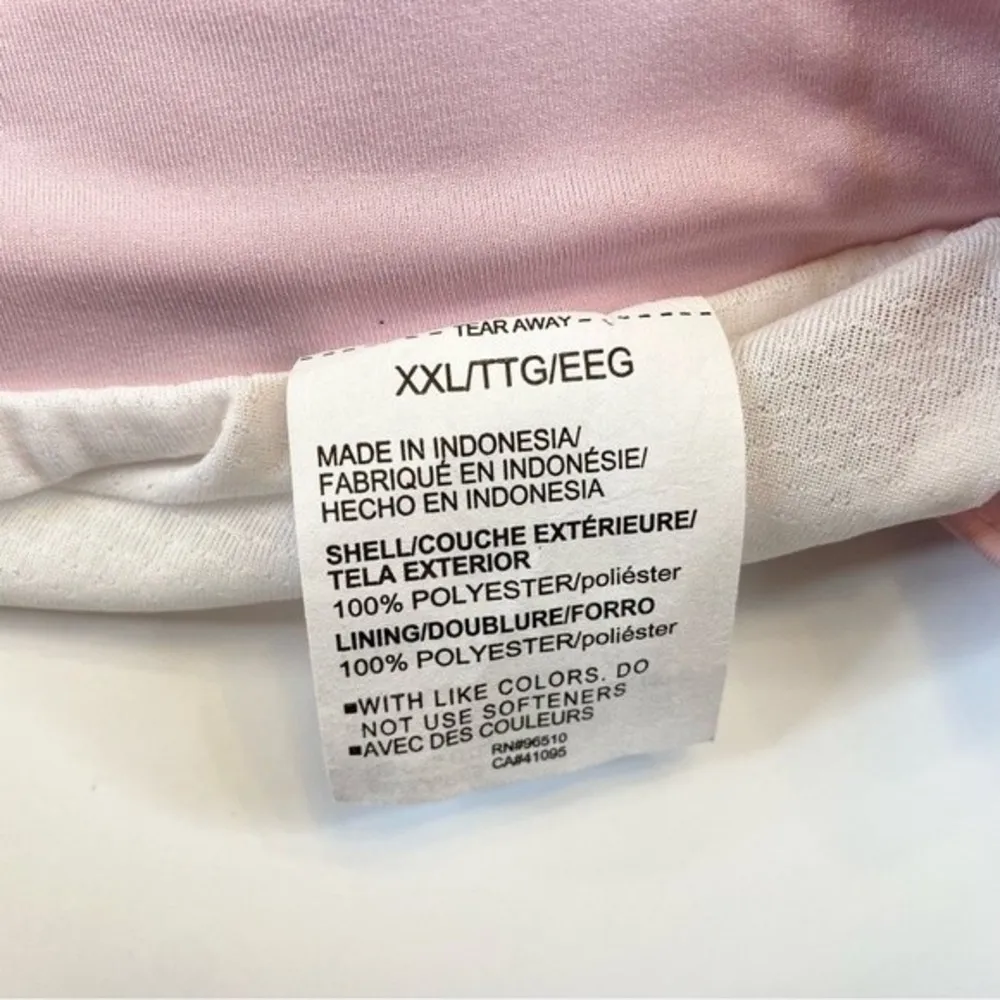 TEAR AWAY
XXL/TTG/EEG
MADE IN INDONESIA/
FABRIQUÉ EN INDONÉSIE/
HECHO EN INDONESIA
SHELL/COUCHE EXTÉRIEURE/
TELA EXTERIOR
100% POLYESTER/poliéster
LINING/DOUBLURE/FORRO
100% POLYESTER/poliéster
■WITH LIKE COLORS. DO
NOT USE SOFTENERS
■AVEC DES COULEURS
RN#96510
CA#41095